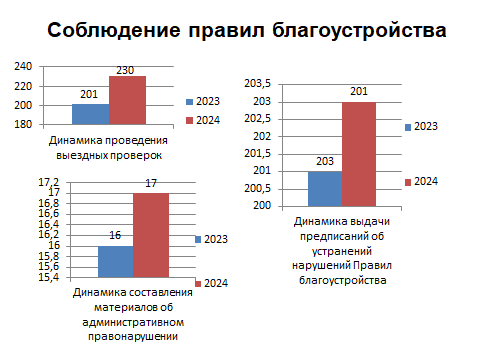 Соблюдение правил благоустройства
240
220
200
180
201
230
2023
2024
Динамика проведения
выездных проверок
17,2
17
16,8
16,6
16,4
16,2
16
15,8
15,6
15,4
16
17
2023
2024
Динамика составления
материалов об
административном
правонарушении
203,5
203
202,5
202
201,5
201
200,5
200
203
201
2023
2024
Динамика выдачи
предписаний об
устранений
нарушений Правил
благоустройства